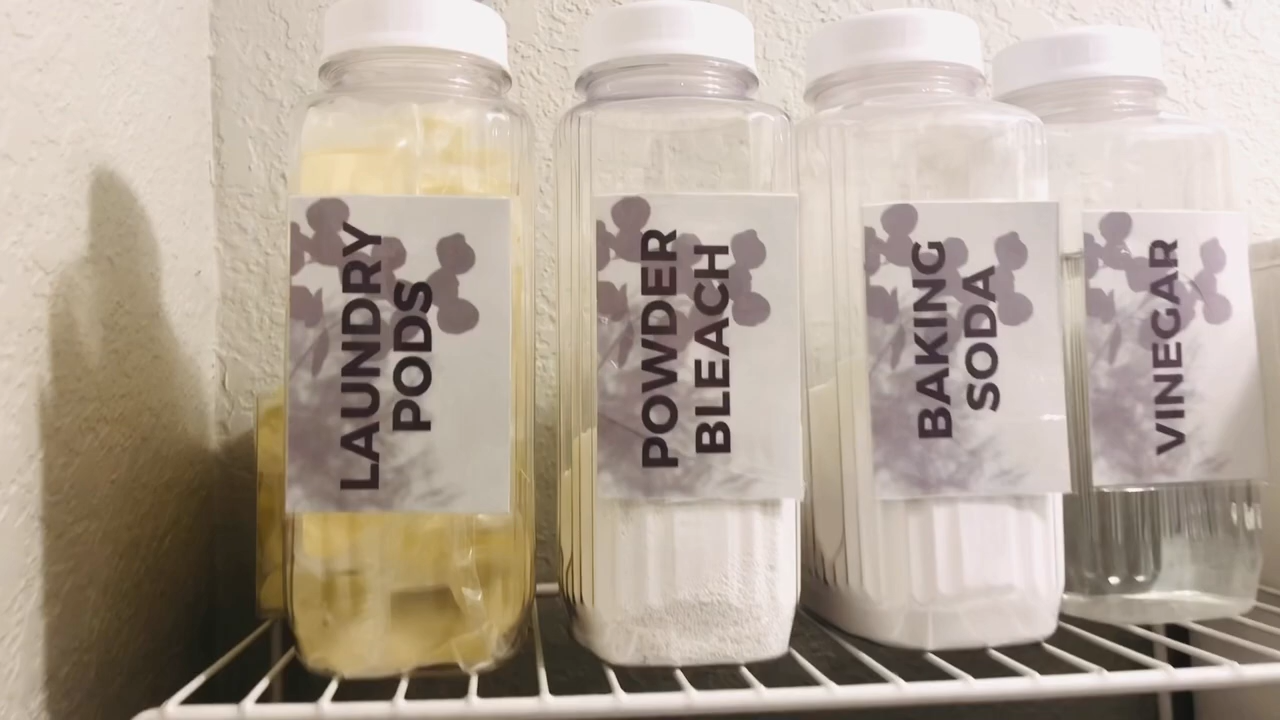 LAUNDRY
PODS
POWDER
BLEACH
BAKING
SODA
VINEGAR